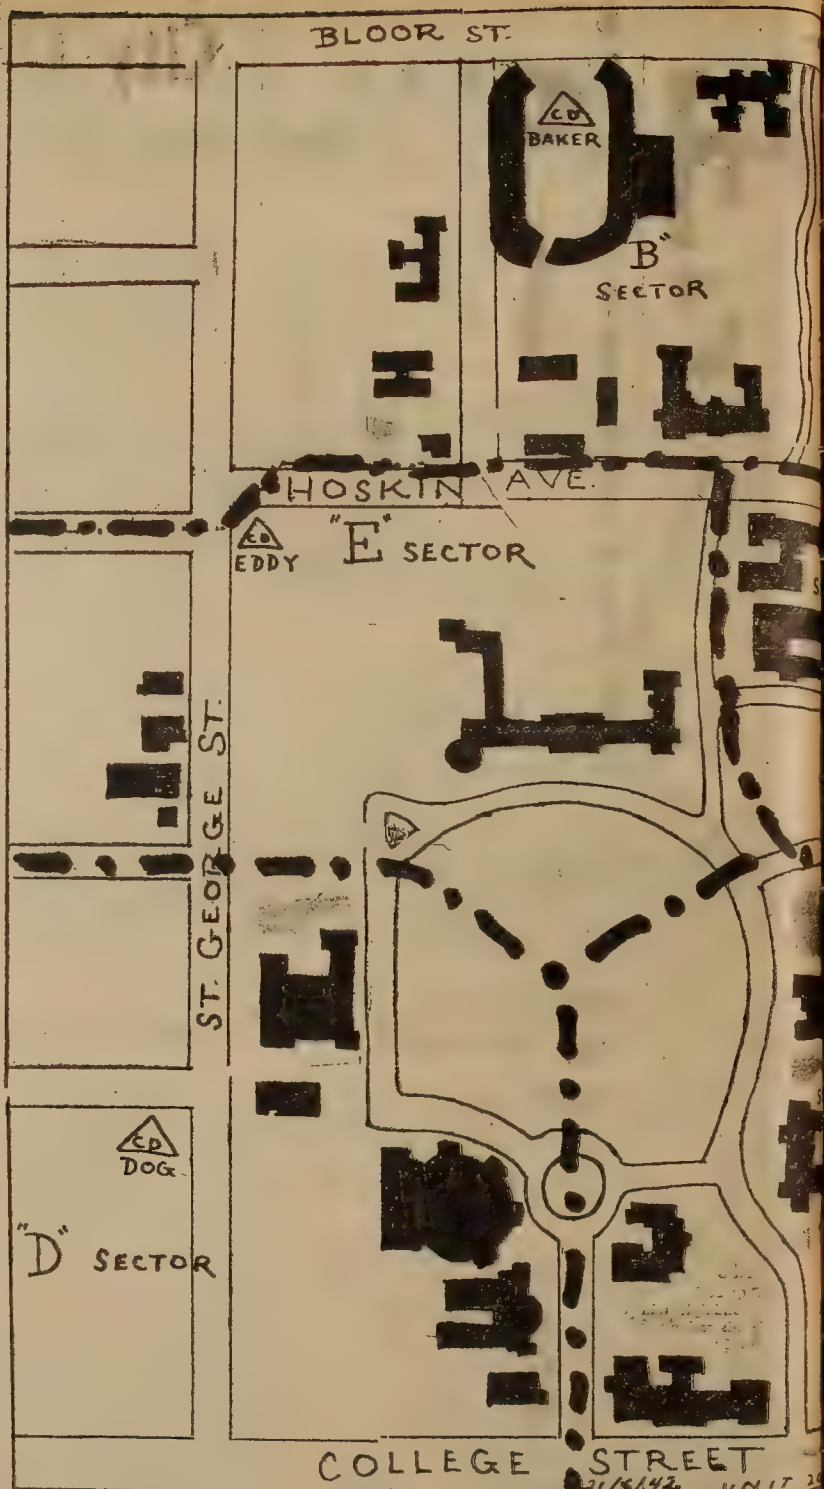 BLOOR ST.
CD
BAKER
"B"
SECTOR
HOSKIN AVE.
CD
EDDY
"E" SECTOR
ST. GEORGE ST.
CD
DOG
"D" SECTOR
COLLEGE STREET
UNIT